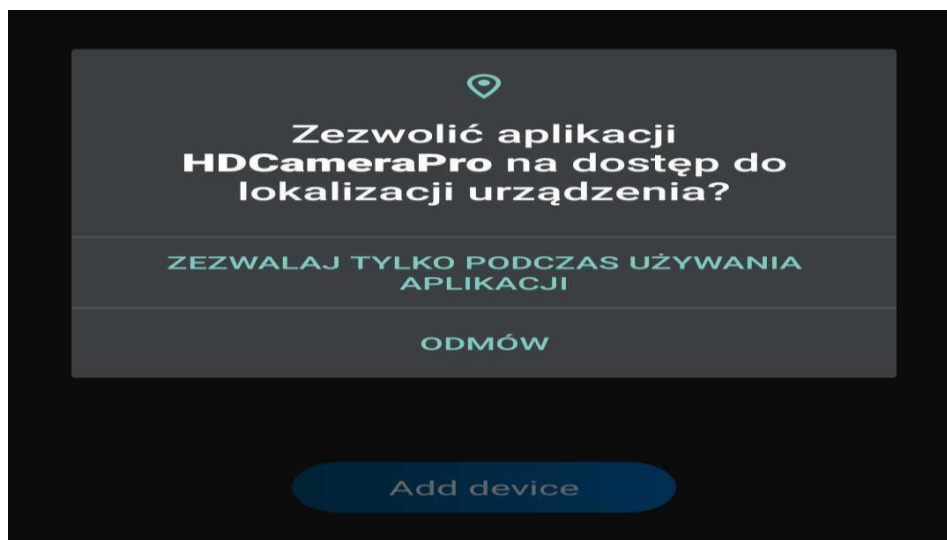 Zezwolić aplikacji
HDCameraPro na dostęp do
lokalizacji urządzenia?
ZEZWALAJ TYLKO PODCZAS UŻYWANIA
APLIKACJI
ODMÓW
Add device